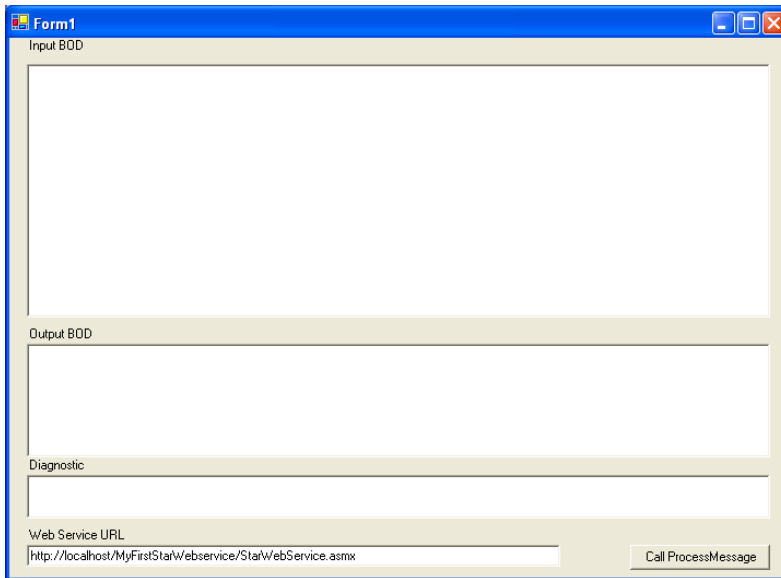 Form1
Input BOD
Output BOD
Diagnostic
Web Service URL
http://localhost/MyFirstStarWebservice/StarWebService.asmx
Call ProcessMessage